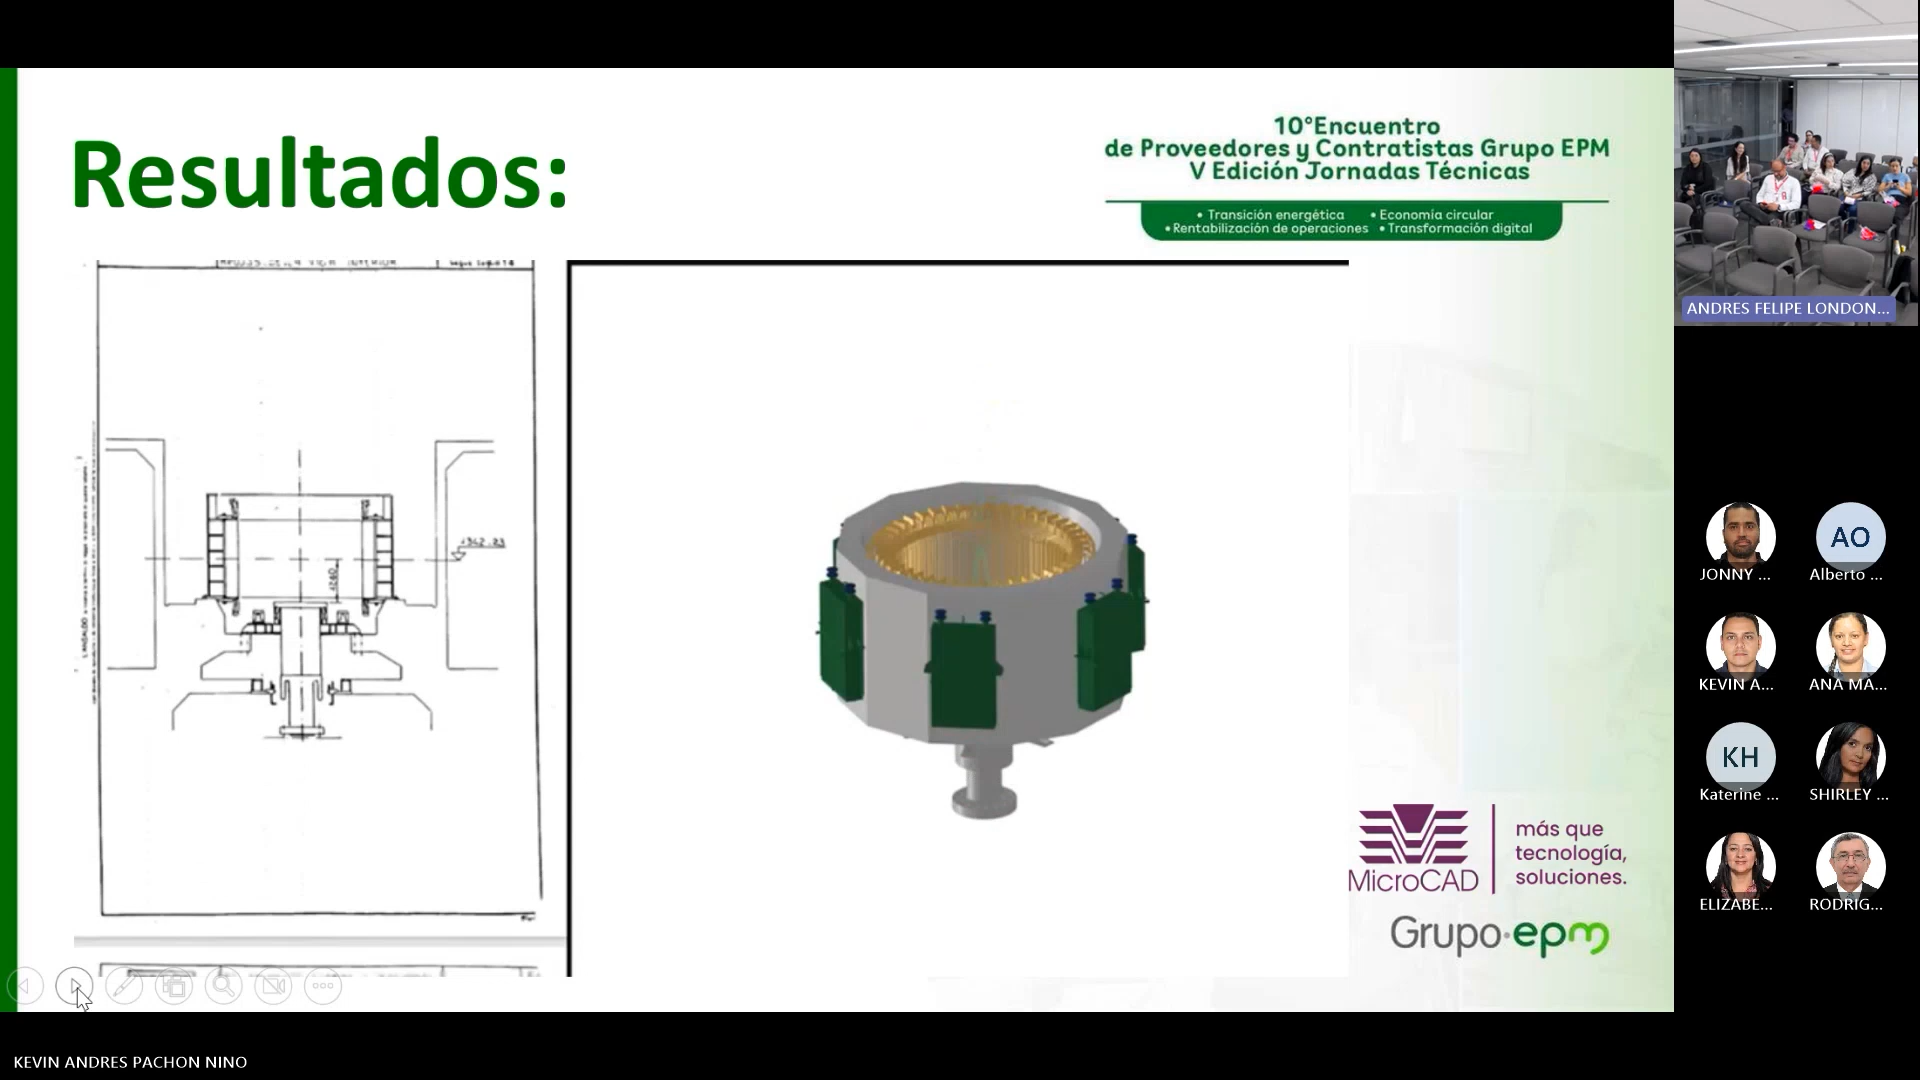 Resultados:
10°Encuentro
de Proveedores y Contratistas Grupo EPM
V Edición Jornadas Técnicas
• Transición energética • Economía circular
• Rentabilización de operaciones • Transformación digital
MicroCAD
más que
tecnología,
soluciones.
Grupo·epm
ANDRES FELIPE LONDON...
JONNY ...
AO
Alberto ...
KEVIN A...
ANA MA...
KH
Katerine ...
SHIRLEY ...
ELIZABE...
RODRIG...
KEVIN ANDRES PACHON NINO